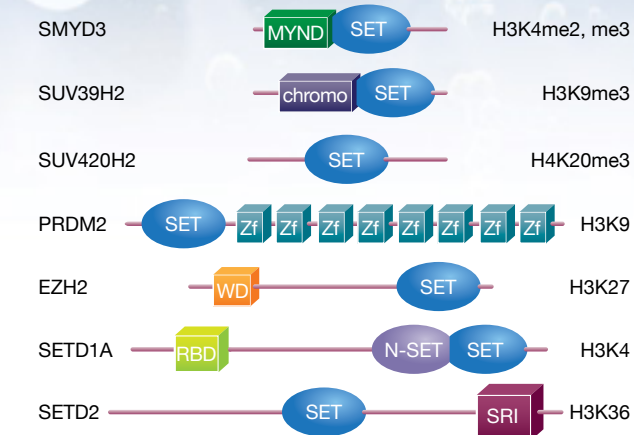 SMYD3 MYND SET H3K4me2, me3
SUV39H2 chromo SET H3K9me3
SUV420H2 SET H4K20me3
PRDM2 SET Zf Zf Zf Zf Zf Zf Zf Zf H3K9
EZH2 WD SET H3K27
SETD1A RBD N-SET SET H3K4
SETD2 SET SRI H3K36